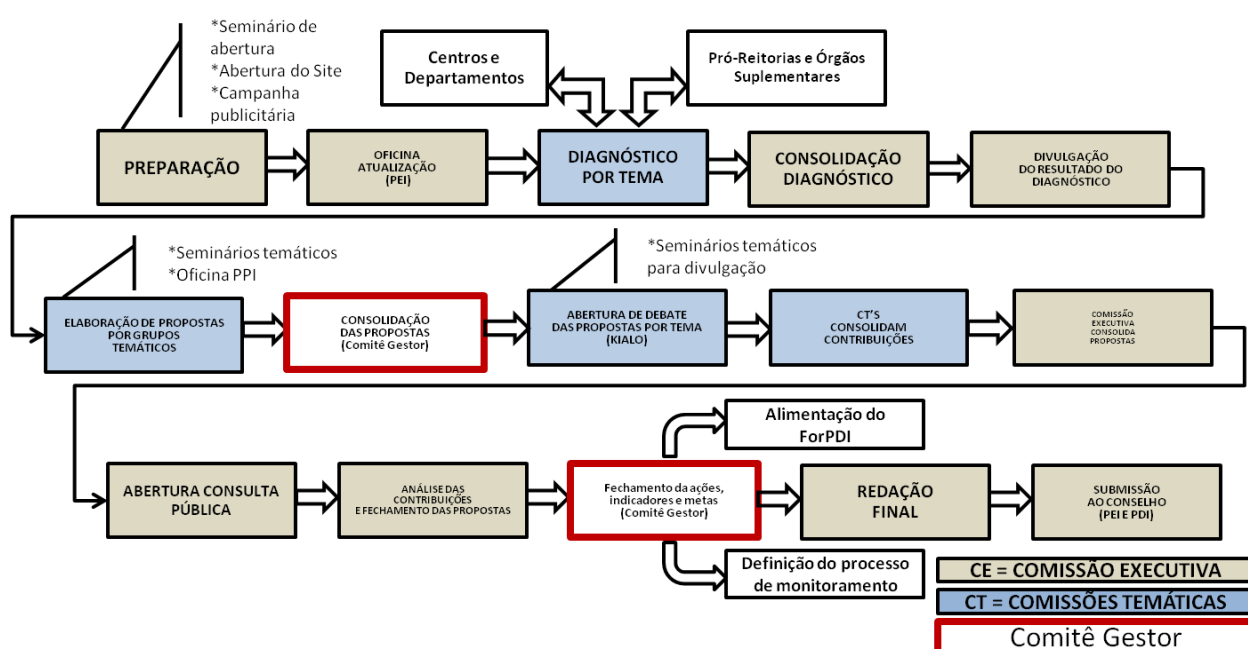 *Seminário de
abertura
*Abertura do Site
*Campanha
publicitária
Centros e
Departamentos
Pró-Reitorias e Órgãos
Suplementares
PREPARAÇÃO
OFICINA
ATUALIZAÇÃO
(PEI)
DIAGNÓSTICO
POR TEMA
CONSOLIDAÇÃO
DIAGNÓSTICO
DIVULGAÇÃO
DO RESULTADO DO
DIAGNÓSTICO
*Seminários temáticos
*Oficina PPI
*Seminários temáticos
para divulgação
ELABORAÇÃO DE PROPOSTAS
POR GRUPOS
TEMÁTICOS
CONSOLIDAÇÃO
DAS PROPOSTAS
(Comitê Gestor)
ABERTURA DE DEBATE
DAS PROPOSTAS POR TEMA
(KIALO)
CT'S
CONSOLIDAM
CONTRIBUIÇÕES
COMISSÃO
EXECUTIVA
CONSOLIDA
PROPOSTAS
Alimentação do
ForPDI
ABERTURA CONSULTA
PÚBLICA
ANÁLISE DAS
CONTRIBUIÇÕES
E FECHAMENTO DAS PROPOSTAS
Fechamento da ações,
indicadores e metas
(Comitê Gestor)
REDAÇÃO
FINAL
SUBMISSÃO
AO CONSELHO
(PEI E PDI)
Definição do processo
de monitoramento
CE = COMISSÃO EXECUTIVA
CT = COMISSÕES TEMÁTICAS
Comitê Gestor